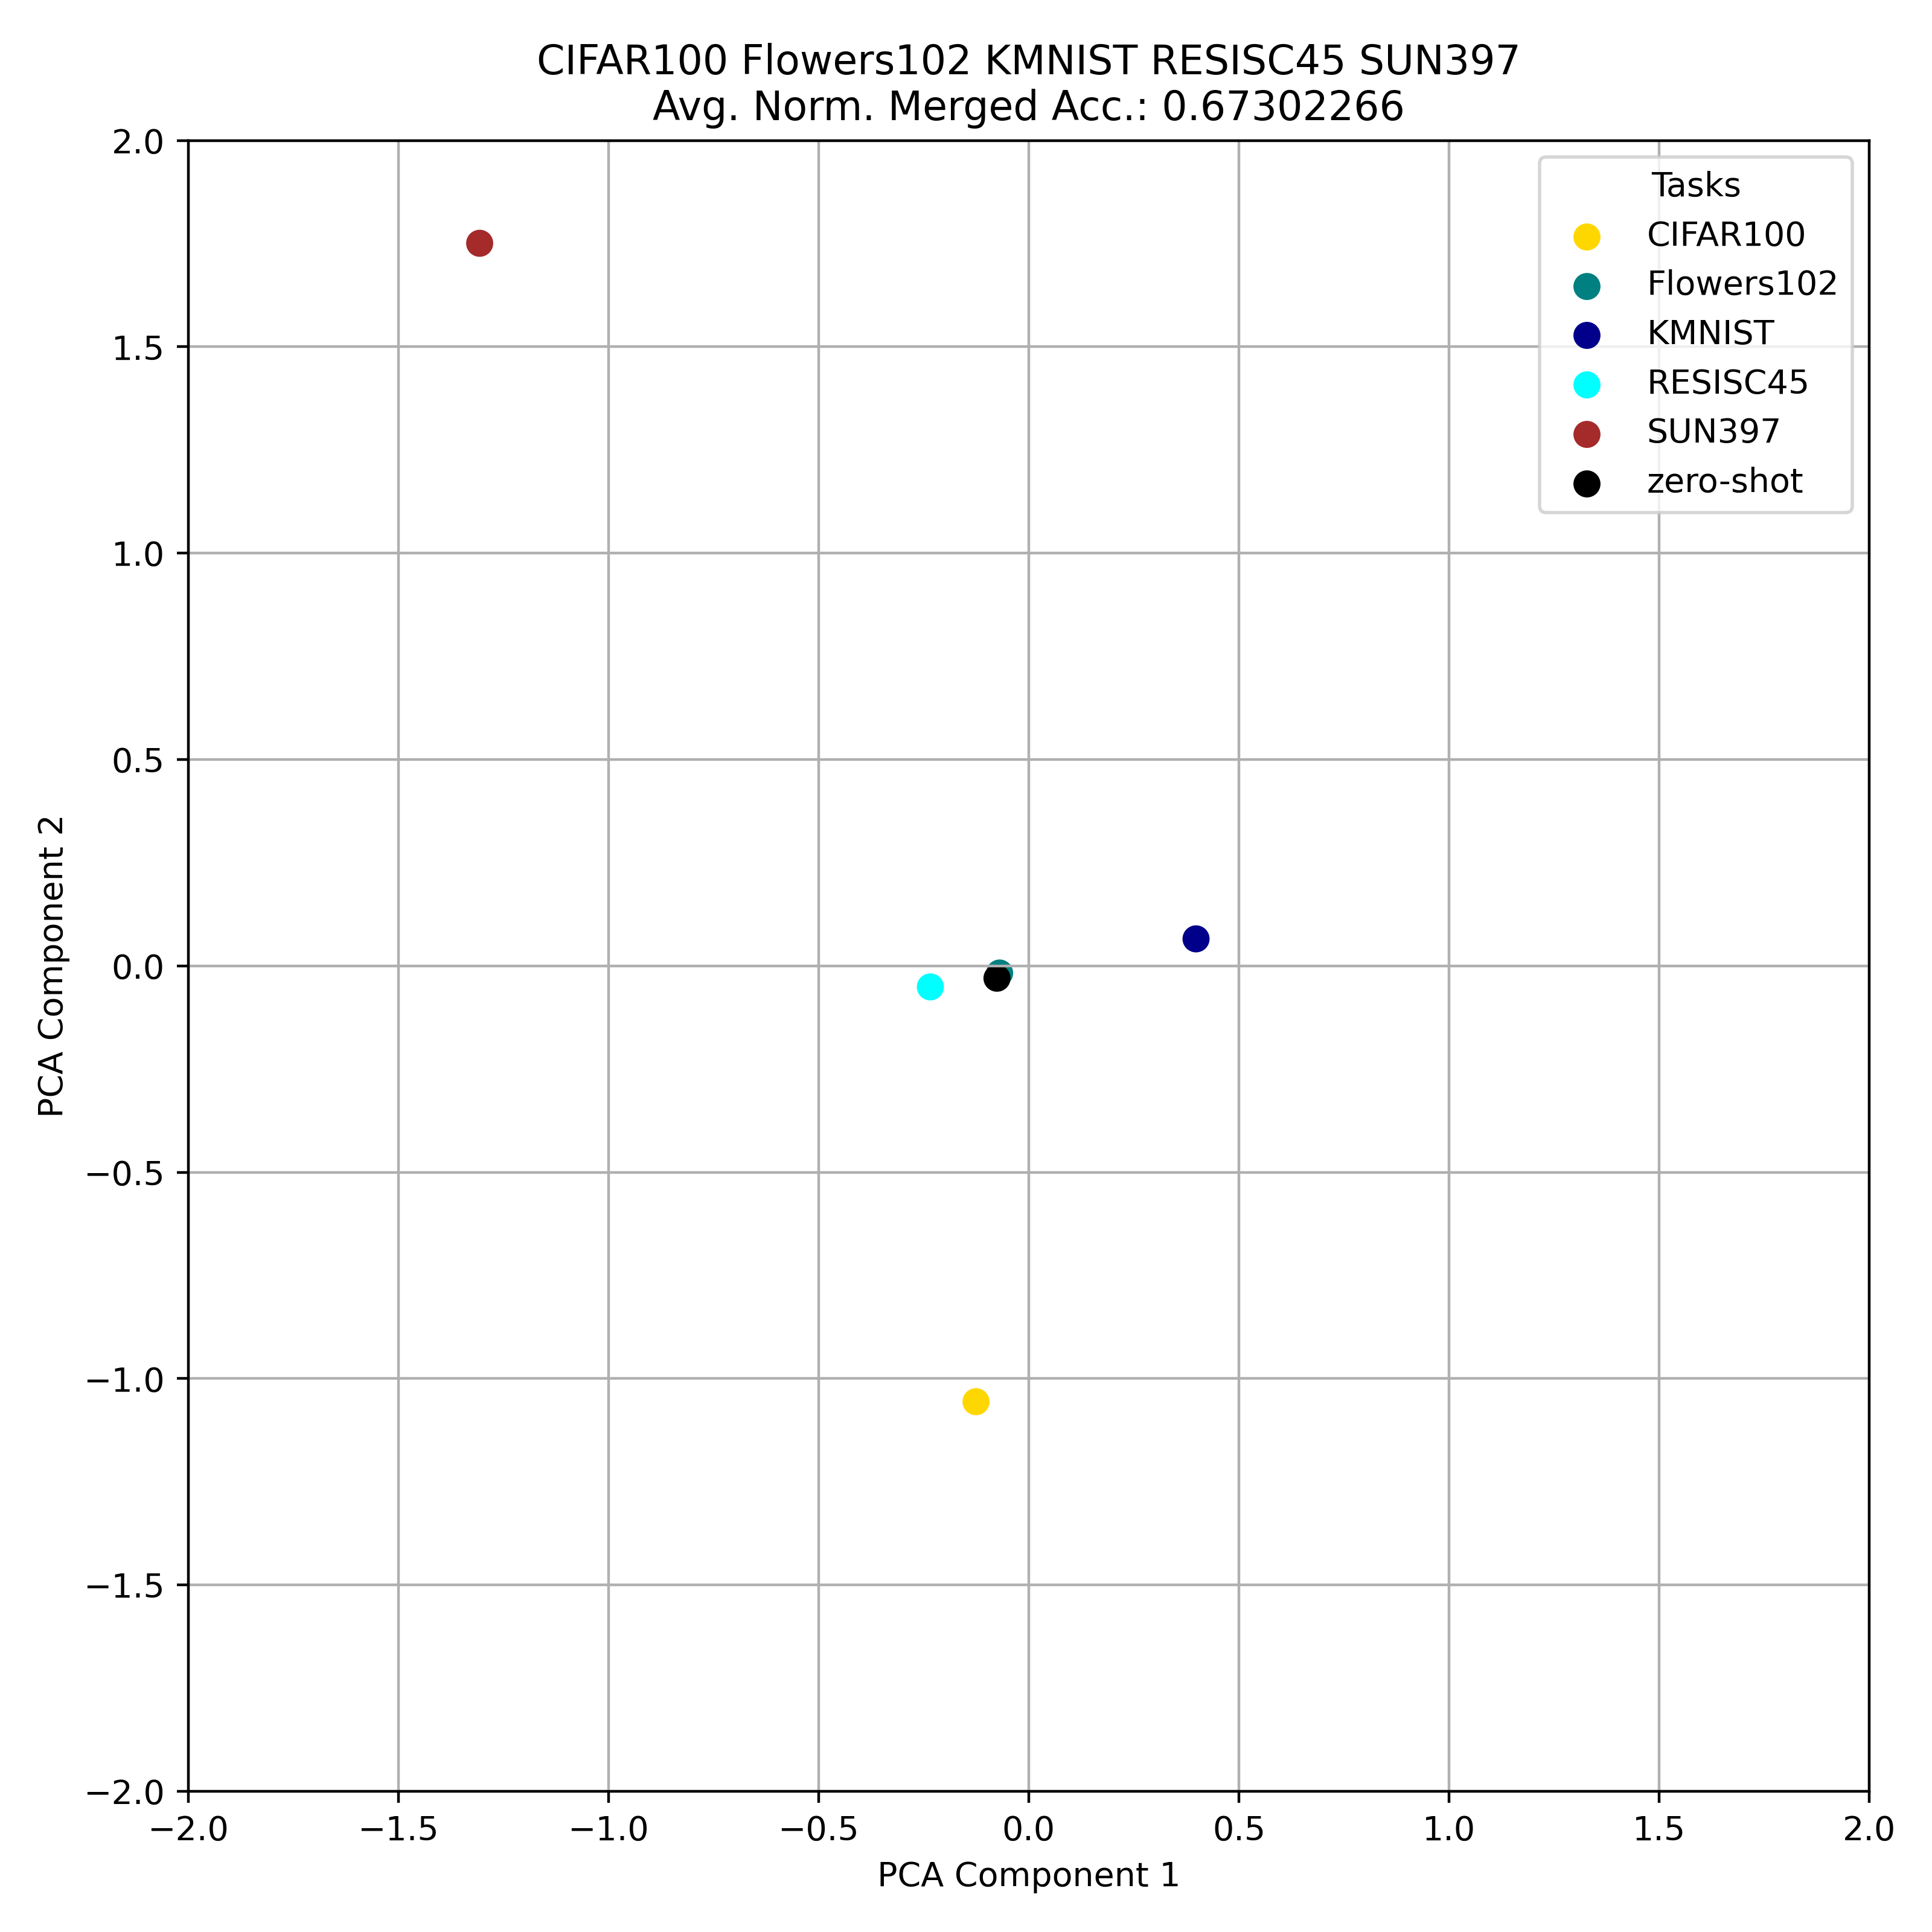 CIFAR100 Flowers102 KMNIST RESISC45 SUN397
Avg. Norm. Merged Acc.: 0.67302266
Tasks
CIFAR100
Flowers102
KMNIST
RESISC45
SUN397
zero-shot
PCA Component 2
2.0
1.5
1.0
0.5
0.0
−0.5
−1.0
−1.5
−2.0
−2.0 −1.5 −1.0 −0.5 0.0 0.5 1.0 1.5 2.0
PCA Component 1